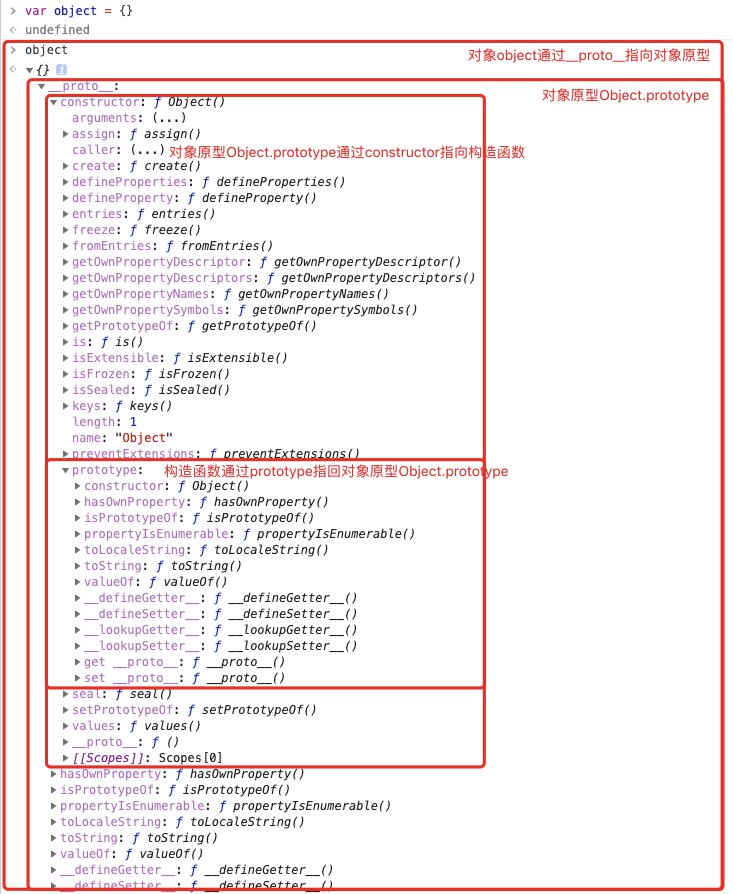 var object = {}
undefined
object
对象object通过__proto__指向对象原型
{} i
__proto__:
对象原型Object.prototype
constructor: ƒ Object()
arguments: (...)
assign: ƒ assign()
caller: (...)
对象原型Object.prototype通过constructor指向构造函数
create: ƒ create()
defineProperties: ƒ defineProperties()
defineProperty: ƒ defineProperty()
entries: ƒ entries()
freeze: ƒ freeze()
fromEntries: ƒ fromEntries()
getOwnPropertyDescriptor: ƒ getOwnPropertyDescriptor()
getOwnPropertyDescriptors: ƒ getOwnPropertyDescriptors()
getOwnPropertyNames: ƒ getOwnPropertyNames()
getOwnPropertySymbols: ƒ getOwnPropertySymbols()
getPrototypeOf: ƒ getPrototypeOf()
is: ƒ is()
isExtensible: ƒ isExtensible()
isFrozen: ƒ isFrozen()
isSealed: ƒ isSealed()
keys: ƒ keys()
length: 1
name: "Object"
preventExtensions: ƒ preventExtensions()
prototype:
构造函数通过prototype指回对象原型Object.prototype
constructor: ƒ Object()
hasOwnProperty: ƒ hasOwnProperty()
isPrototypeOf: ƒ isPrototypeOf()
propertyIsEnumerable: ƒ propertyIsEnumerable()
toLocaleString: ƒ toLocaleString()
toString: ƒ toString()
valueOf: ƒ valueOf()
__defineGetter__: ƒ __defineGetter__()
__defineSetter__: ƒ __defineSetter__()
__lookupGetter__: ƒ __lookupGetter__()
__lookupSetter__: ƒ __lookupSetter__()
get __proto__: ƒ __proto__()
set __proto__: ƒ __proto__()
seal: ƒ seal()
setPrototypeOf: ƒ setPrototypeOf()
values: ƒ values()
__proto__: ƒ ()
[[Scopes]]: Scopes[0]
hasOwnProperty: ƒ hasOwnProperty()
isPrototypeOf: ƒ isPrototypeOf()
propertyIsEnumerable: ƒ propertyIsEnumerable()
toLocaleString: ƒ toLocaleString()
toString: ƒ toString()
valueOf: ƒ valueOf()
__defineGetter__: ƒ __defineGetter__()
__defineSetter__: ƒ __defineSetter__()